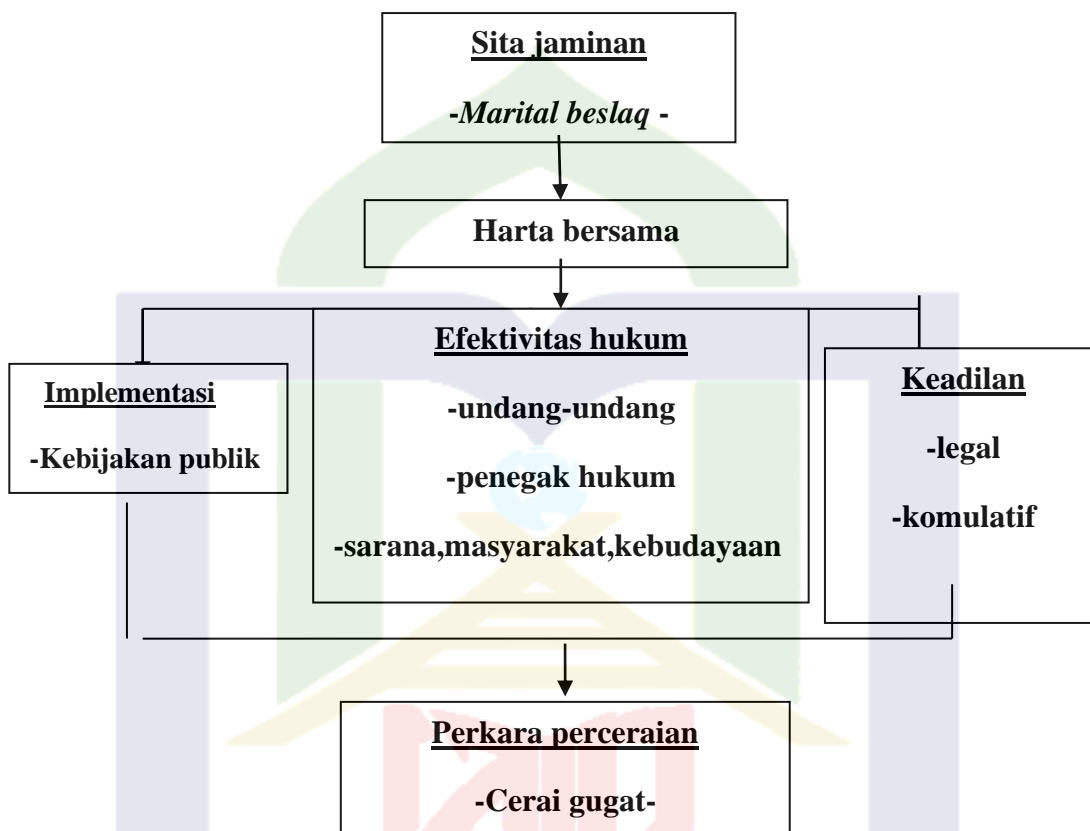 Sita jaminan
-Marital beslaq -
Harta bersama
Efektivitas hukum
-undang-undang
-penegak hukum
-sarana,masyarakat,kebudayaan
Implementasi
-Kebijakan publik
Keadilan
-legal
-komulatif
Perkara perceraian
-Cerai gugat-